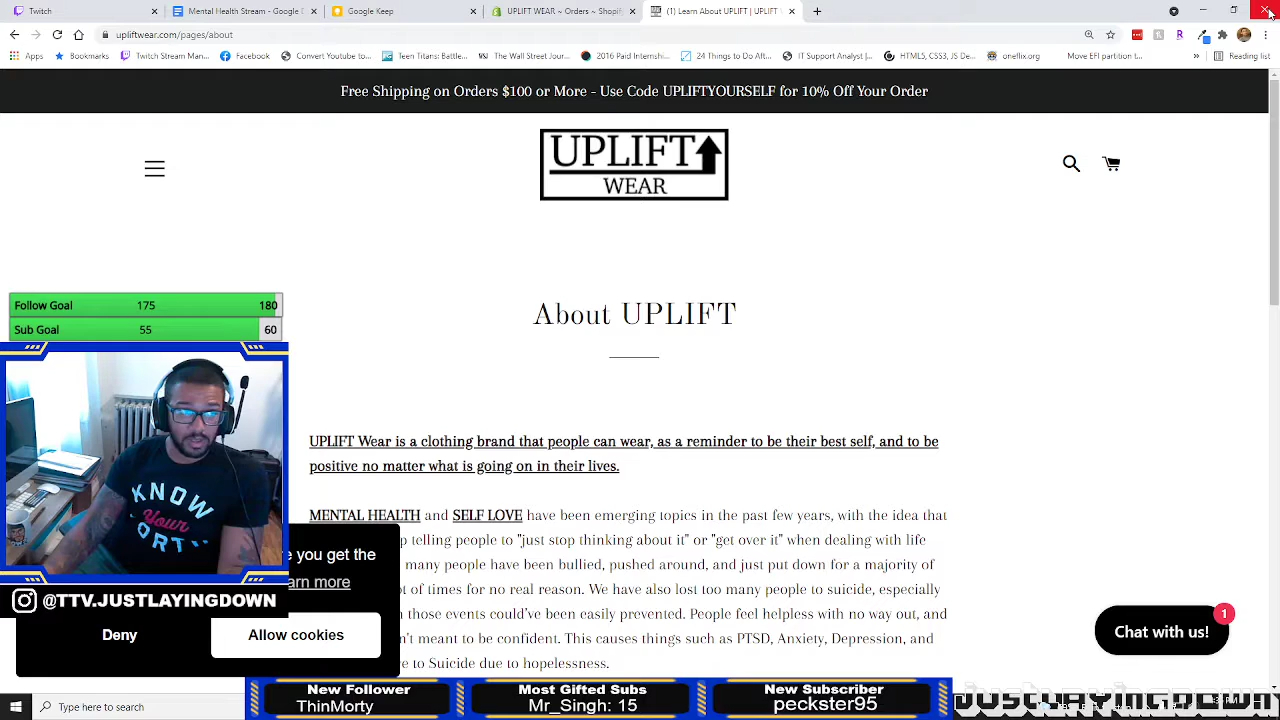 Twitch
Mental Health Stream - Google D
Google Keep
UPLIFT WEAR ~ Orders ~ Shopify
(1) Learn About UPLIFT | UPLIFT
upliftwear.com/pages/about
Apps
Bookmarks
Twitch Stream Man...
Facebook
Convert Youtube to...
Teen Titans: Battle...
The Wall Street Jour...
2016 Paid Internshi...
24 Things To Do Aft...
IT Support Analyst |...
HTML5, CSS3, JS De...
oneflix.org
Move EFI partition t...
Reading list
Free Shipping on Orders $100 or More - Use Code UPLIFTYOURSELF for 10% Off Your Order
UPLIFT
WEAR
About UPLIFT
Follow Goal 175 180
Sub Goal 55 60
UPLIFT Wear is a clothing brand that people can wear, as a reminder to be their best self, and to be
positive no matter what is going on in their lives.
MENTAL HEALTH and SELF LOVE have been emerging topics in the past few years, with the idea that
p telling people to "just stop thinking about it" or "get over it" when dealing with life
many people have been bullied, pushed around, and just put down for a majority of
ot of times for no real reason. We have also lost too many people to suicide, especially
those events could've been easily prevented. People feel helpless with no way out, and
n't meant to be confident. This causes things such as PTSD, Anxiety, Depression, and
e to Suicide due to hopelessness.
KNOW
Your
ORT
e you get the
arn more
@TTV.JUSTLAYINGDOWN
Deny
Allow cookies
1
Chat with us!
New Follower
ThinMorty
Most Gifted Subs
Mr_Singh: 15
New Subscriber
peckster95
JUSTLAYINGDOWN
Type here to search